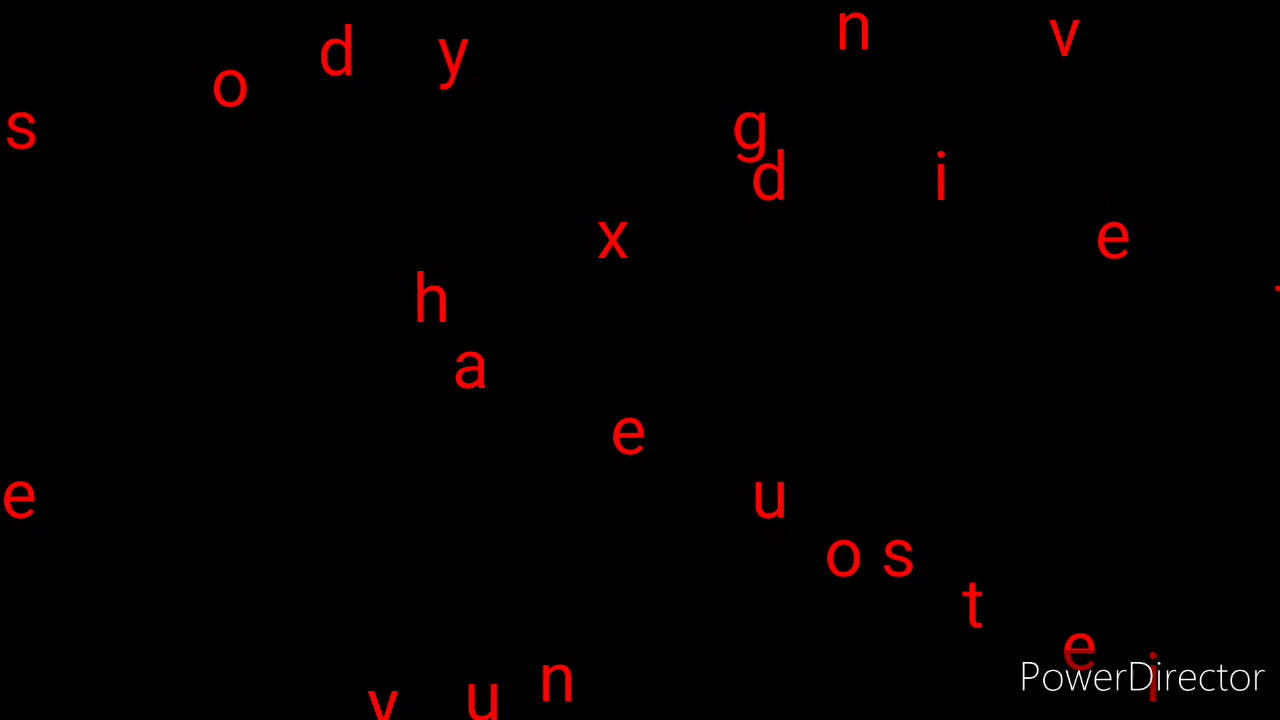 n v
d y
o
s g
d i
x e
h
a
e
e u
o s
t
e
n i
v u
PowerDirector